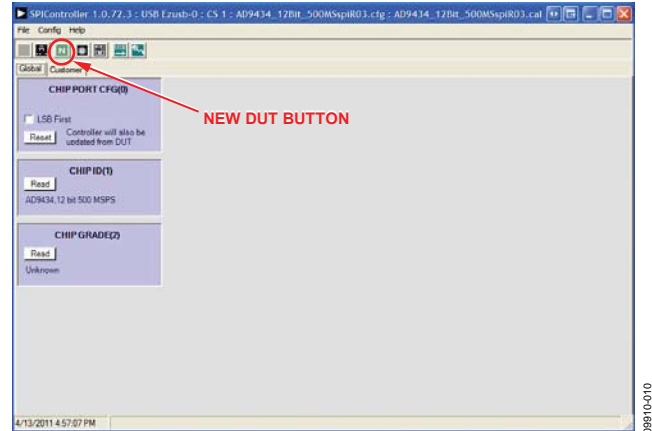 SPIController 1.0.72.3 : USB Ezusb-0 : CS 1 : AD9434_12Bit_500MSspiR03.cfg : AD9434_12Bit_500MSspiR03.cal
File Config Help
Global Customer
CHIP PORT CFG(0)
LSB First
Reset Controller will also be
updated from DUT
NEW DUT BUTTON
CHIP ID(1)
Read
AD9434,12 bit 500 MSPS
CHIP GRADE(2)
Read
Unknown
4/13/2011 4:57:07 PM
09910-010